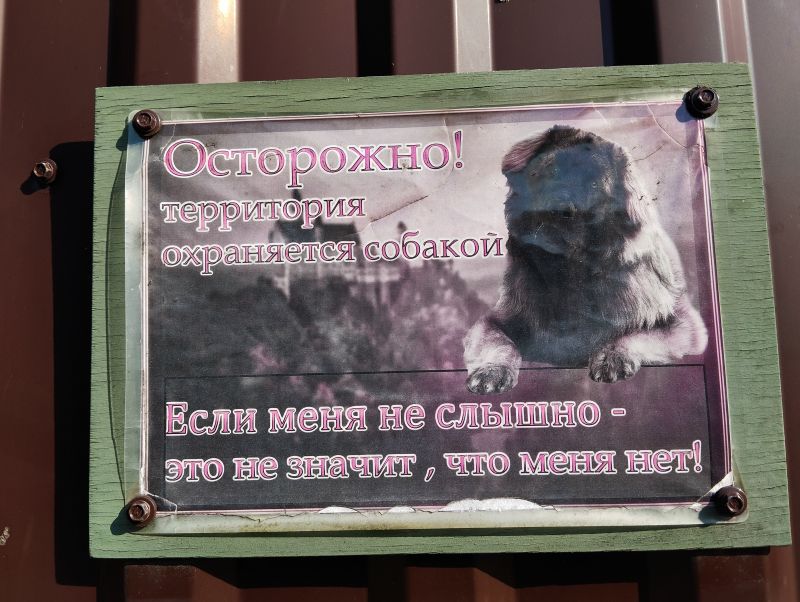 Осторожно!
территория
охраняется собакой
Если меня не слышно -
это не значит , что меня нет!